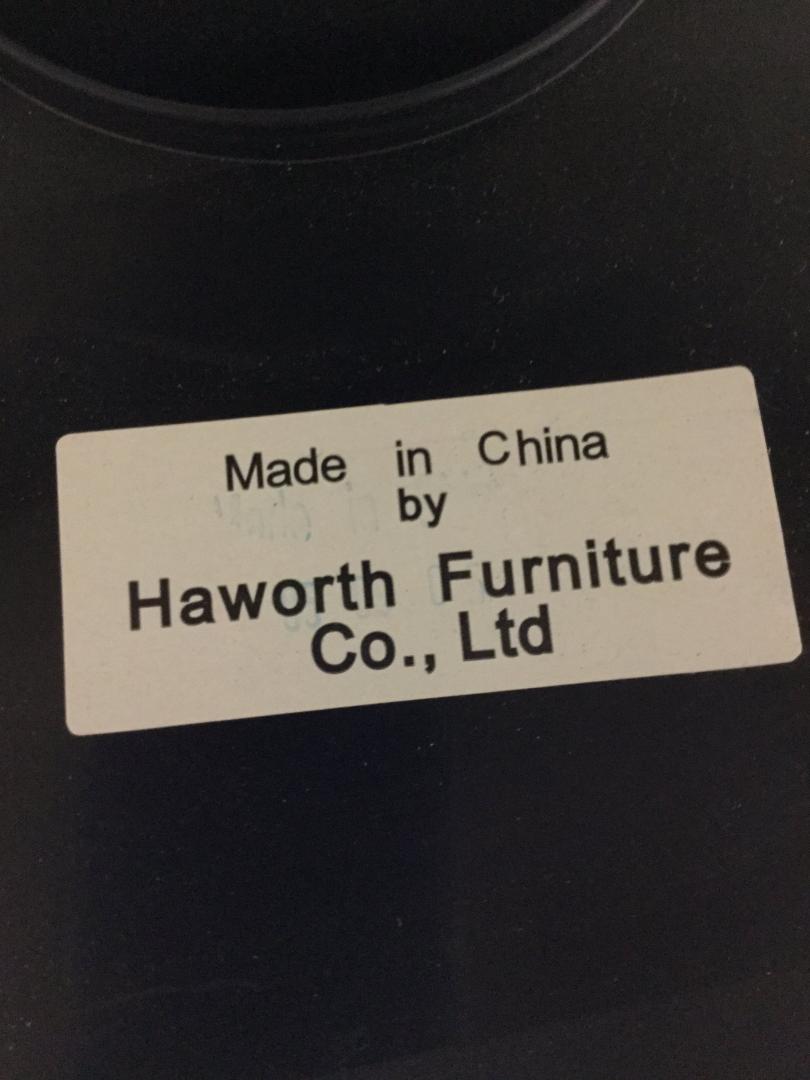 Made in China
by
Haworth Furniture
Co., Ltd